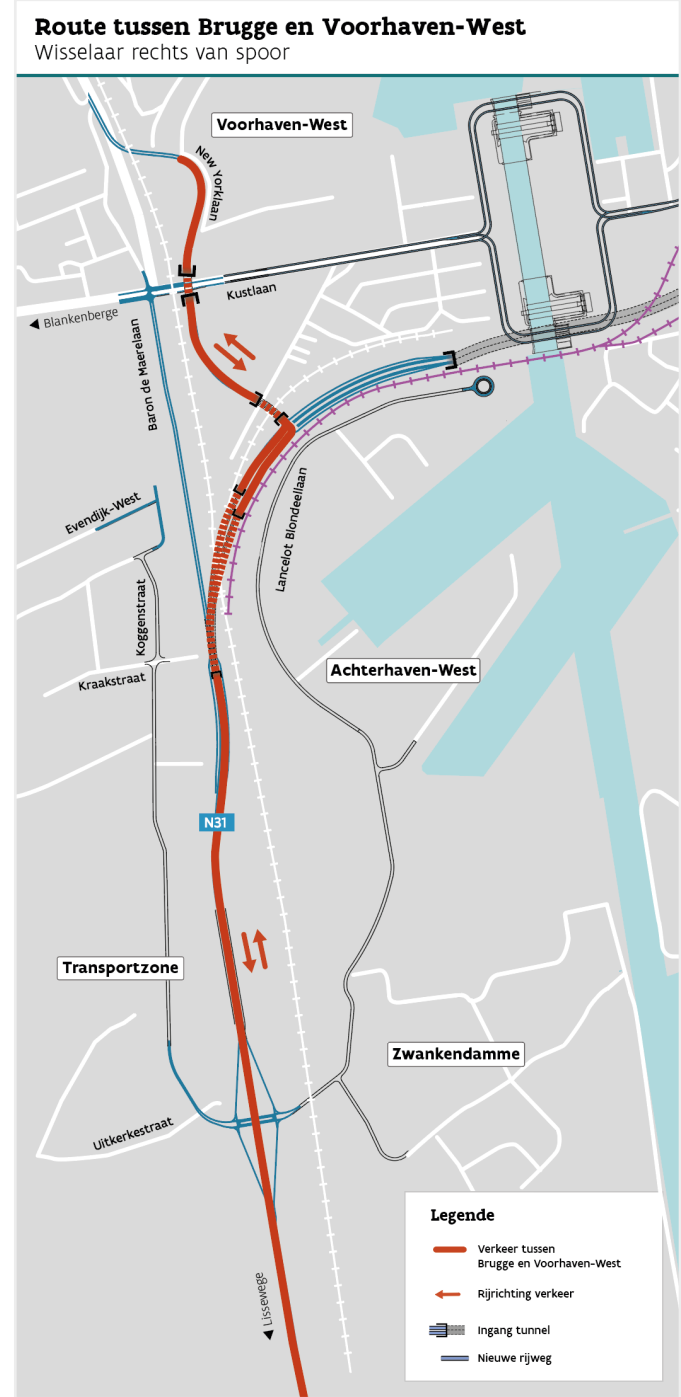 Route tussen Brugge en Voorhaven-West
Wisselaar rechts van spoor
Voorhaven-West
New Yorklaan
Kustlaan
Blankenberge
Baron de Maerelaan
Evendijk-West
Lancelot Blondeellaan
Koggenstraat
Achterhaven-West
Kraakstraat
N31
Transportzone
Zwankendamme
Uitkerkestraat
Lissewege
Legende
Verkeer tussen
Brugge en Voorhaven-West
Rijrichting verkeer
Ingang tunnel
Nieuwe rijweg